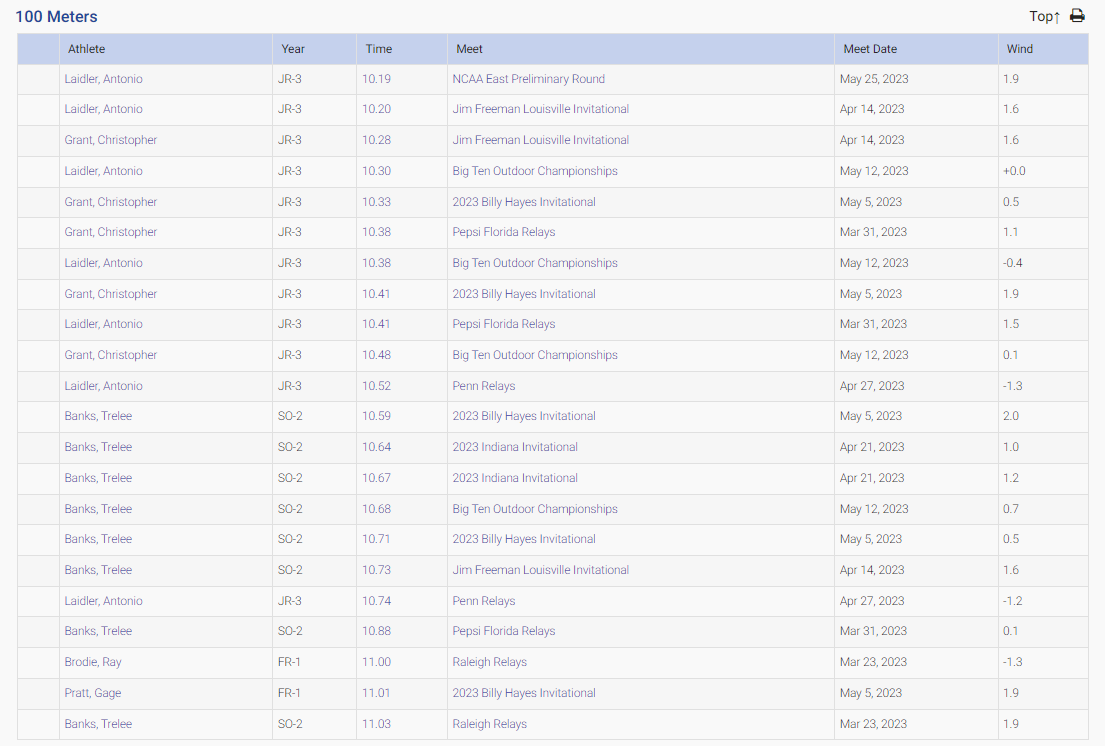 100 Meters Top↑
Athlete Year Time Meet Meet Date Wind
Laidler, Antonio JR-3 10.19 NCAA East Preliminary Round May 25, 2023 1.9
Laidler, Antonio JR-3 10.20 Jim Freeman Louisville Invitational Apr 14, 2023 1.6
Grant, Christopher JR-3 10.28 Jim Freeman Louisville Invitational Apr 14, 2023 1.6
Laidler, Antonio JR-3 10.30 Big Ten Outdoor Championships May 12, 2023 +0.0
Grant, Christopher JR-3 10.33 2023 Billy Hayes Invitational May 5, 2023 0.5
Grant, Christopher JR-3 10.38 Pepsi Florida Relays Mar 31, 2023 1.1
Laidler, Antonio JR-3 10.38 Big Ten Outdoor Championships May 12, 2023 -0.4
Grant, Christopher JR-3 10.41 2023 Billy Hayes Invitational May 5, 2023 1.9
Laidler, Antonio JR-3 10.41 Pepsi Florida Relays Mar 31, 2023 1.5
Grant, Christopher JR-3 10.48 Big Ten Outdoor Championships May 12, 2023 0.1
Laidler, Antonio JR-3 10.52 Penn Relays Apr 27, 2023 -1.3
Banks, Trelee SO-2 10.59 2023 Billy Hayes Invitational May 5, 2023 2.0
Banks, Trelee SO-2 10.64 2023 Indiana Invitational Apr 21, 2023 1.0
Banks, Trelee SO-2 10.67 2023 Indiana Invitational Apr 21, 2023 1.2
Banks, Trelee SO-2 10.68 Big Ten Outdoor Championships May 12, 2023 0.7
Banks, Trelee SO-2 10.71 2023 Billy Hayes Invitational May 5, 2023 0.5
Banks, Trelee SO-2 10.73 Jim Freeman Louisville Invitational Apr 14, 2023 1.6
Laidler, Antonio JR-3 10.74 Penn Relays Apr 27, 2023 -1.2
Banks, Trelee SO-2 10.88 Pepsi Florida Relays Mar 31, 2023 0.1
Brodie, Ray FR-1 11.00 Raleigh Relays Mar 23, 2023 -1.3
Pratt, Gage FR-1 11.01 2023 Billy Hayes Invitational May 5, 2023 1.9
Banks, Trelee SO-2 11.03 Raleigh Relays Mar 23, 2023 1.9